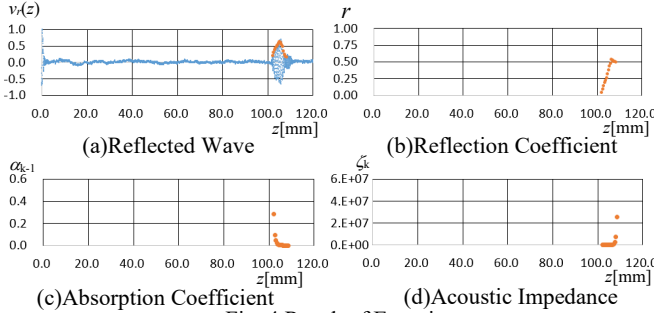 vr(z)
1.0
0.5
0.0
-0.5
-1.0
0.0 20.0 40.0 60.0 80.0 100.0 120.0
z[mm]
(a)Reflected Wave
r
1.00
0.75
0.50
0.25
0.00
0.0 20.0 40.0 60.0 80.0 100.0 120.0
z[mm]
(b)Reflection Coefficient
αk-1
0.6
0.4
0.2
0.0
0.0 20.0 40.0 60.0 80.0 100.0 120.0
z[mm]
(c)Absorption Coefficient
ζk
6.E+07
4.E+07
2.E+07
0.E+00
0.0 20.0 40.0 60.0 80.0 100.0 120.0
z[mm]
(d)Acoustic Impedance